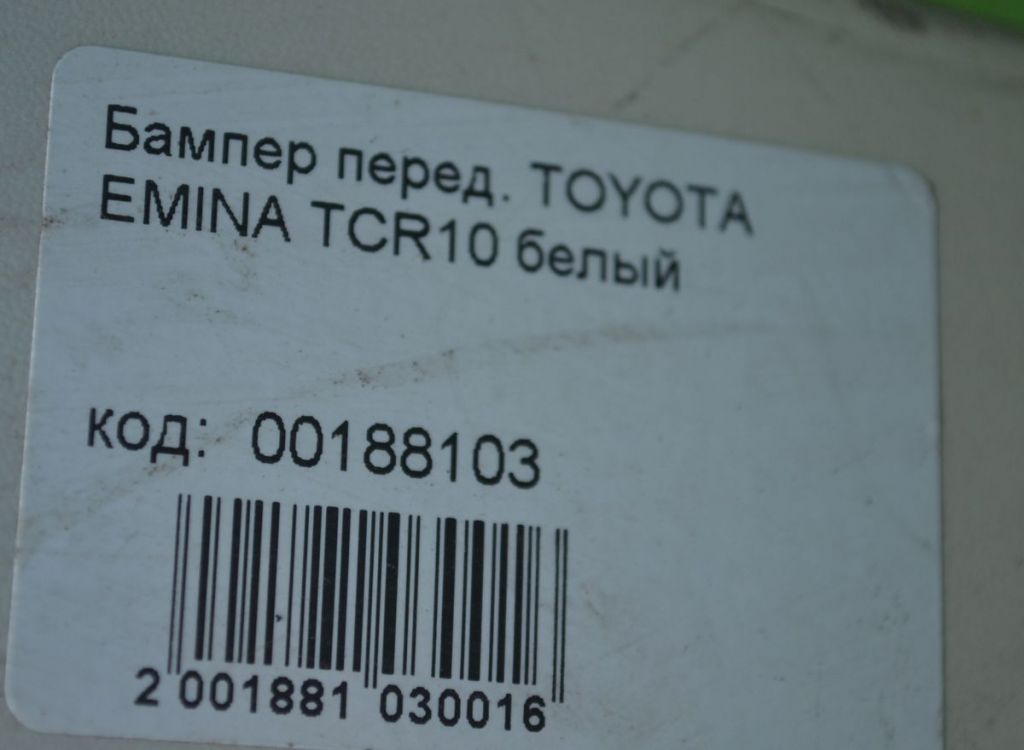 Бампер перед. TOYOTA
EMINA TCR10 белый
код: 00188103
2 001881 030016